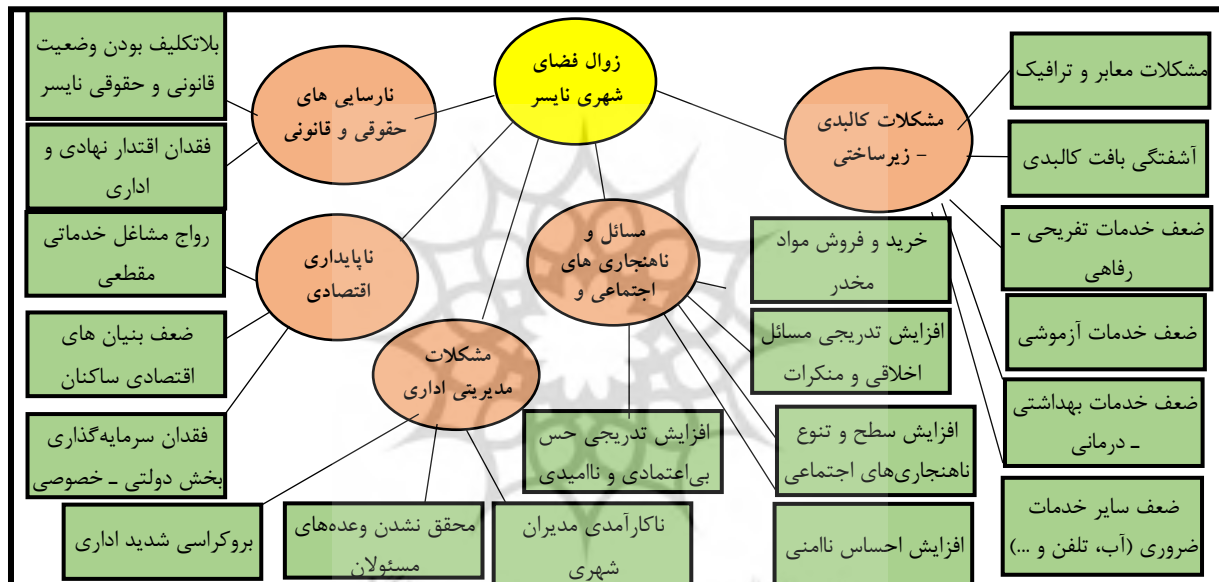 زوال فضای
شهری نایسر
نارسایی های
حقوقی و قانونی
بلاتکلیف بودن وضعیت
قانونی و حقوقی نایسر
فقدان اقتدار نهادی و
اداری
ناپایداری
اقتصادی
رواج مشاغل خدماتی
مقطعی
ضعف بنیان های
اقتصادی ساکنان
فقدان سرمایه‌گذاری
بخش دولتی ـ خصوصی
مشکلات
مدیریتی اداری
بروکراسی شدید اداری
محقق نشدن وعده‌های
مسئولان
ناکارآمدی مدیران
شهری
مسائل و
ناهنجاری های
اجتماعی و
خرید و فروش مواد
مخدر
افزایش تدریجی مسائل
اخلاقی و منکرات
افزایش سطح و تنوع
ناهنجاری‌های اجتماعی
افزایش احساس ناامنی
افزایش تدریجی حس
بی‌اعتمادی و ناامیدی
مشکلات کالبدی
- زیرساختی
مشکلات معابر و ترافیک
آشفتگی بافت کالبدی
ضعف خدمات تفریحی ـ
رفاهی
ضعف خدمات آزموشی
ضعف خدمات بهداشتی
ـ درمانی
ضعف سایر خدمات
ضروری (آب، تلفن و ...)